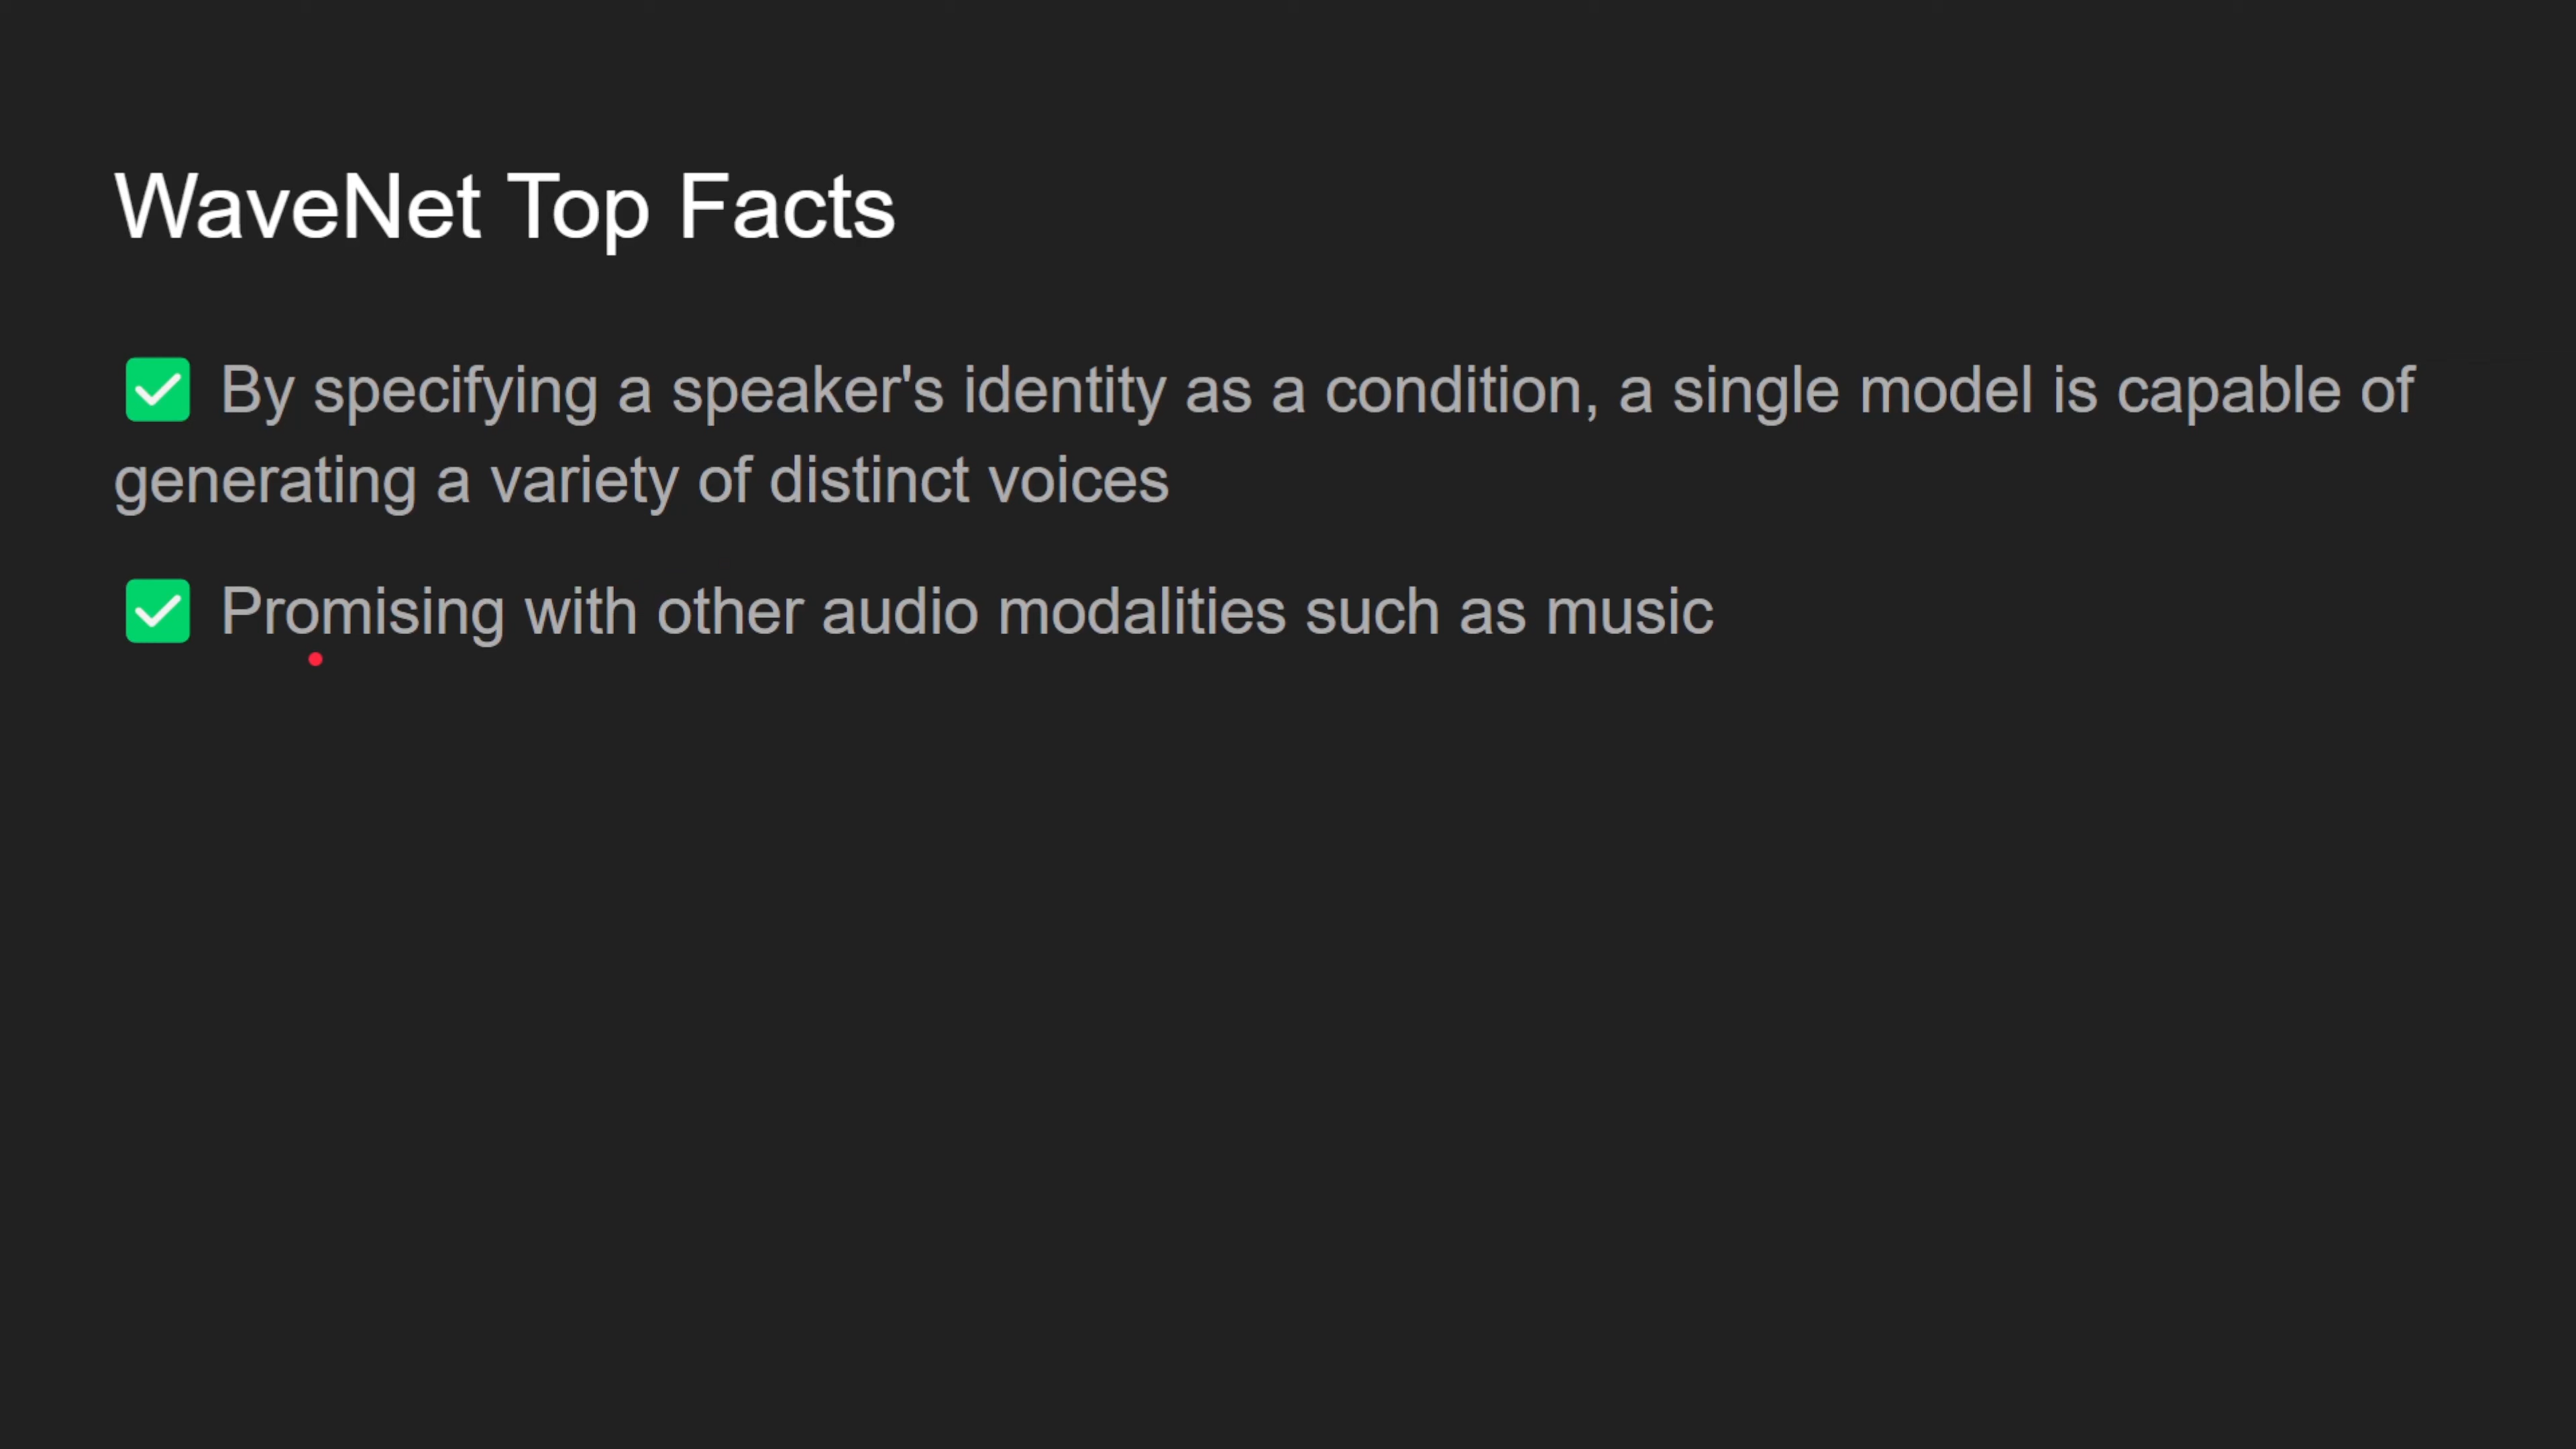 WaveNet Top Facts
✅ By specifying a speaker's identity as a condition, a single model is capable of
generating a variety of distinct voices
✅ Promising with other audio modalities such as music